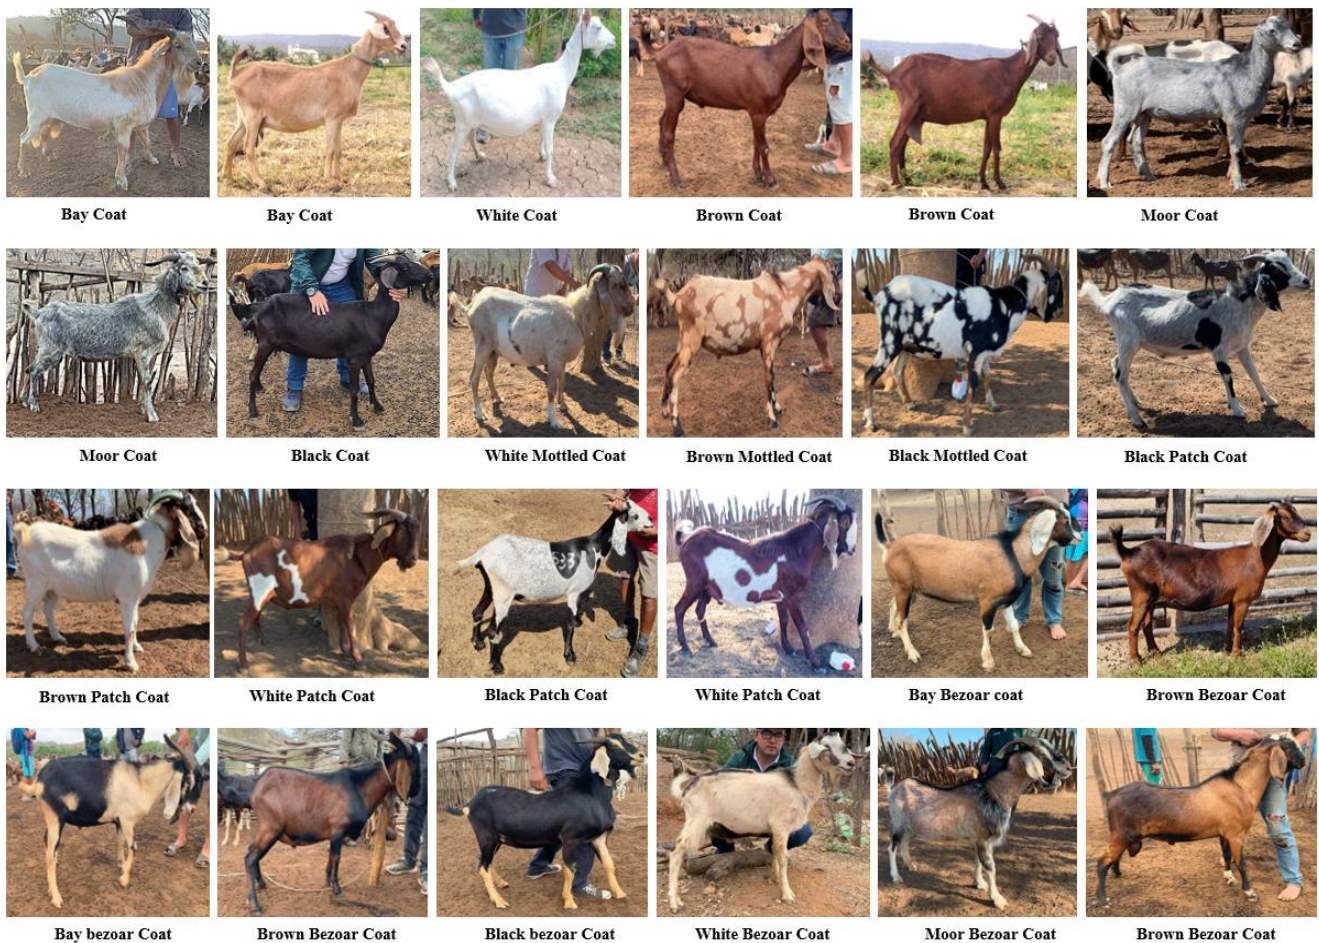 Bay Coat
Bay Coat
White Coat
Brown Coat
Brown Coat
Moor Coat
Moor Coat
Black Coat
White Mottled Coat
Brown Mottled Coat
Black Mottled Coat
Black Patch Coat
533
Brown Patch Coat
White Patch Coat
Black Patch Coat
White Patch Coat
Bay Bezoar coat
Brown Bezoar Coat
Bay bezoar Coat
Brown Bezoar Coat
Black bezoar Coat
White Bezoar Coat
Moor Bezoar Coat
Brown Bezoar Coat